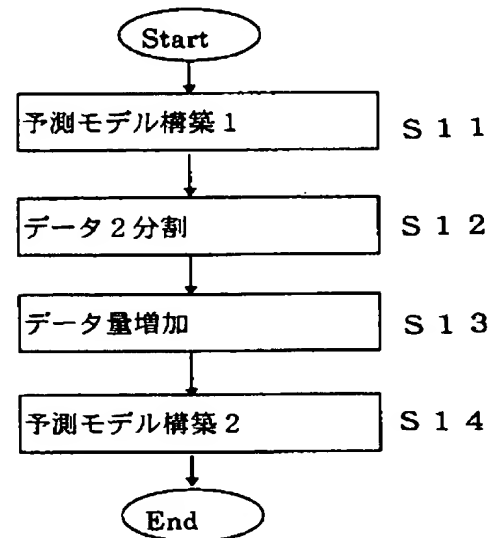 Start
予測モデル構築1 S11
データ2分割 S12
データ量増加 S13
予測モデル構築2 S14
End